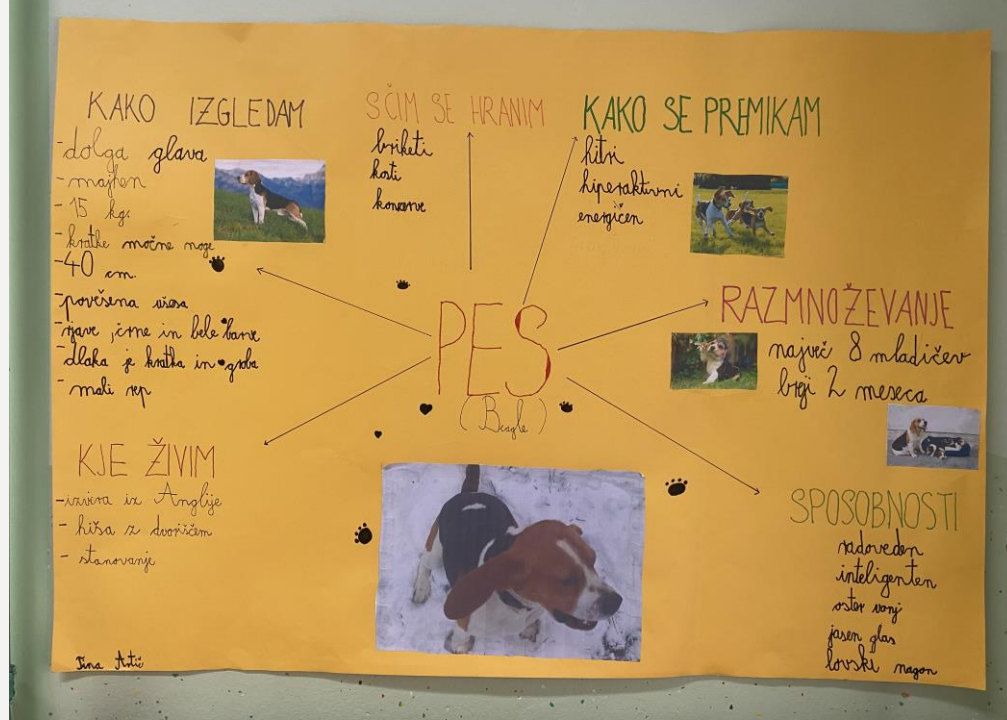 KAKO IZGLEDAM
- dolga glava
- majhen
- 15 kg.
- kratke močne noge
- 40 cm.
- povešena ušesa
- rjave, črne in bele barve
- dlaka je kratka in groba
- mali rep
S ČIM SE HRANIM
briketi
kosti
konzerve
KAKO SE PREMIKAM
hitri
hiperaktivni
energičen
PES
(Beagle)
RAZMNOŽEVANJE
največ 8 mladičev
brji 2 meseca
KJE ŽIVIM
- izvira iz Anglije
- hiša z dvoriščem
- stanovanje
SPOSOBNOSTI
radoveden
inteligenten
oster vonj
jasen glas
lovski nagon
Tina